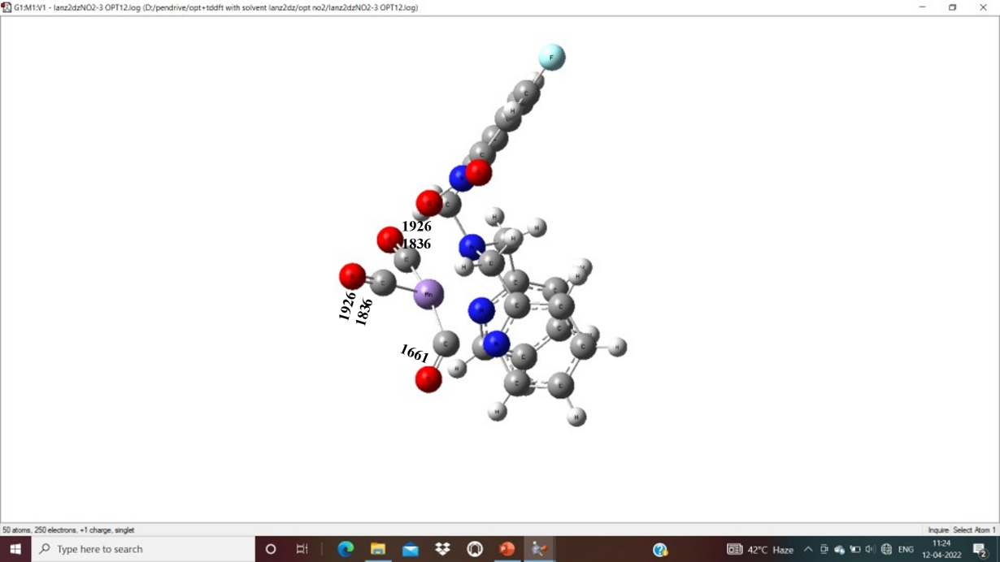 G1:M1:V1 - lanz2dzNO2-3 OPT12.log (D:/pendrive/opt+tddft with solvent lanz2dz/opt no2/lanz2dzNO2-3 OPT12.log)
F
C
H
C
C
N
C
H
H
1926
1836
N
H
C
H
C
C
Mn
C
H
C
C
N
C
C
1926
1836
C
N
C
H
1661
C
H
C
C
H
H
50 atoms, 250 electrons, +1 charge, singlet
Inquire Select Atom 1
Type here to search
42°C Haze
ENG
11:24
12-04-2022
2